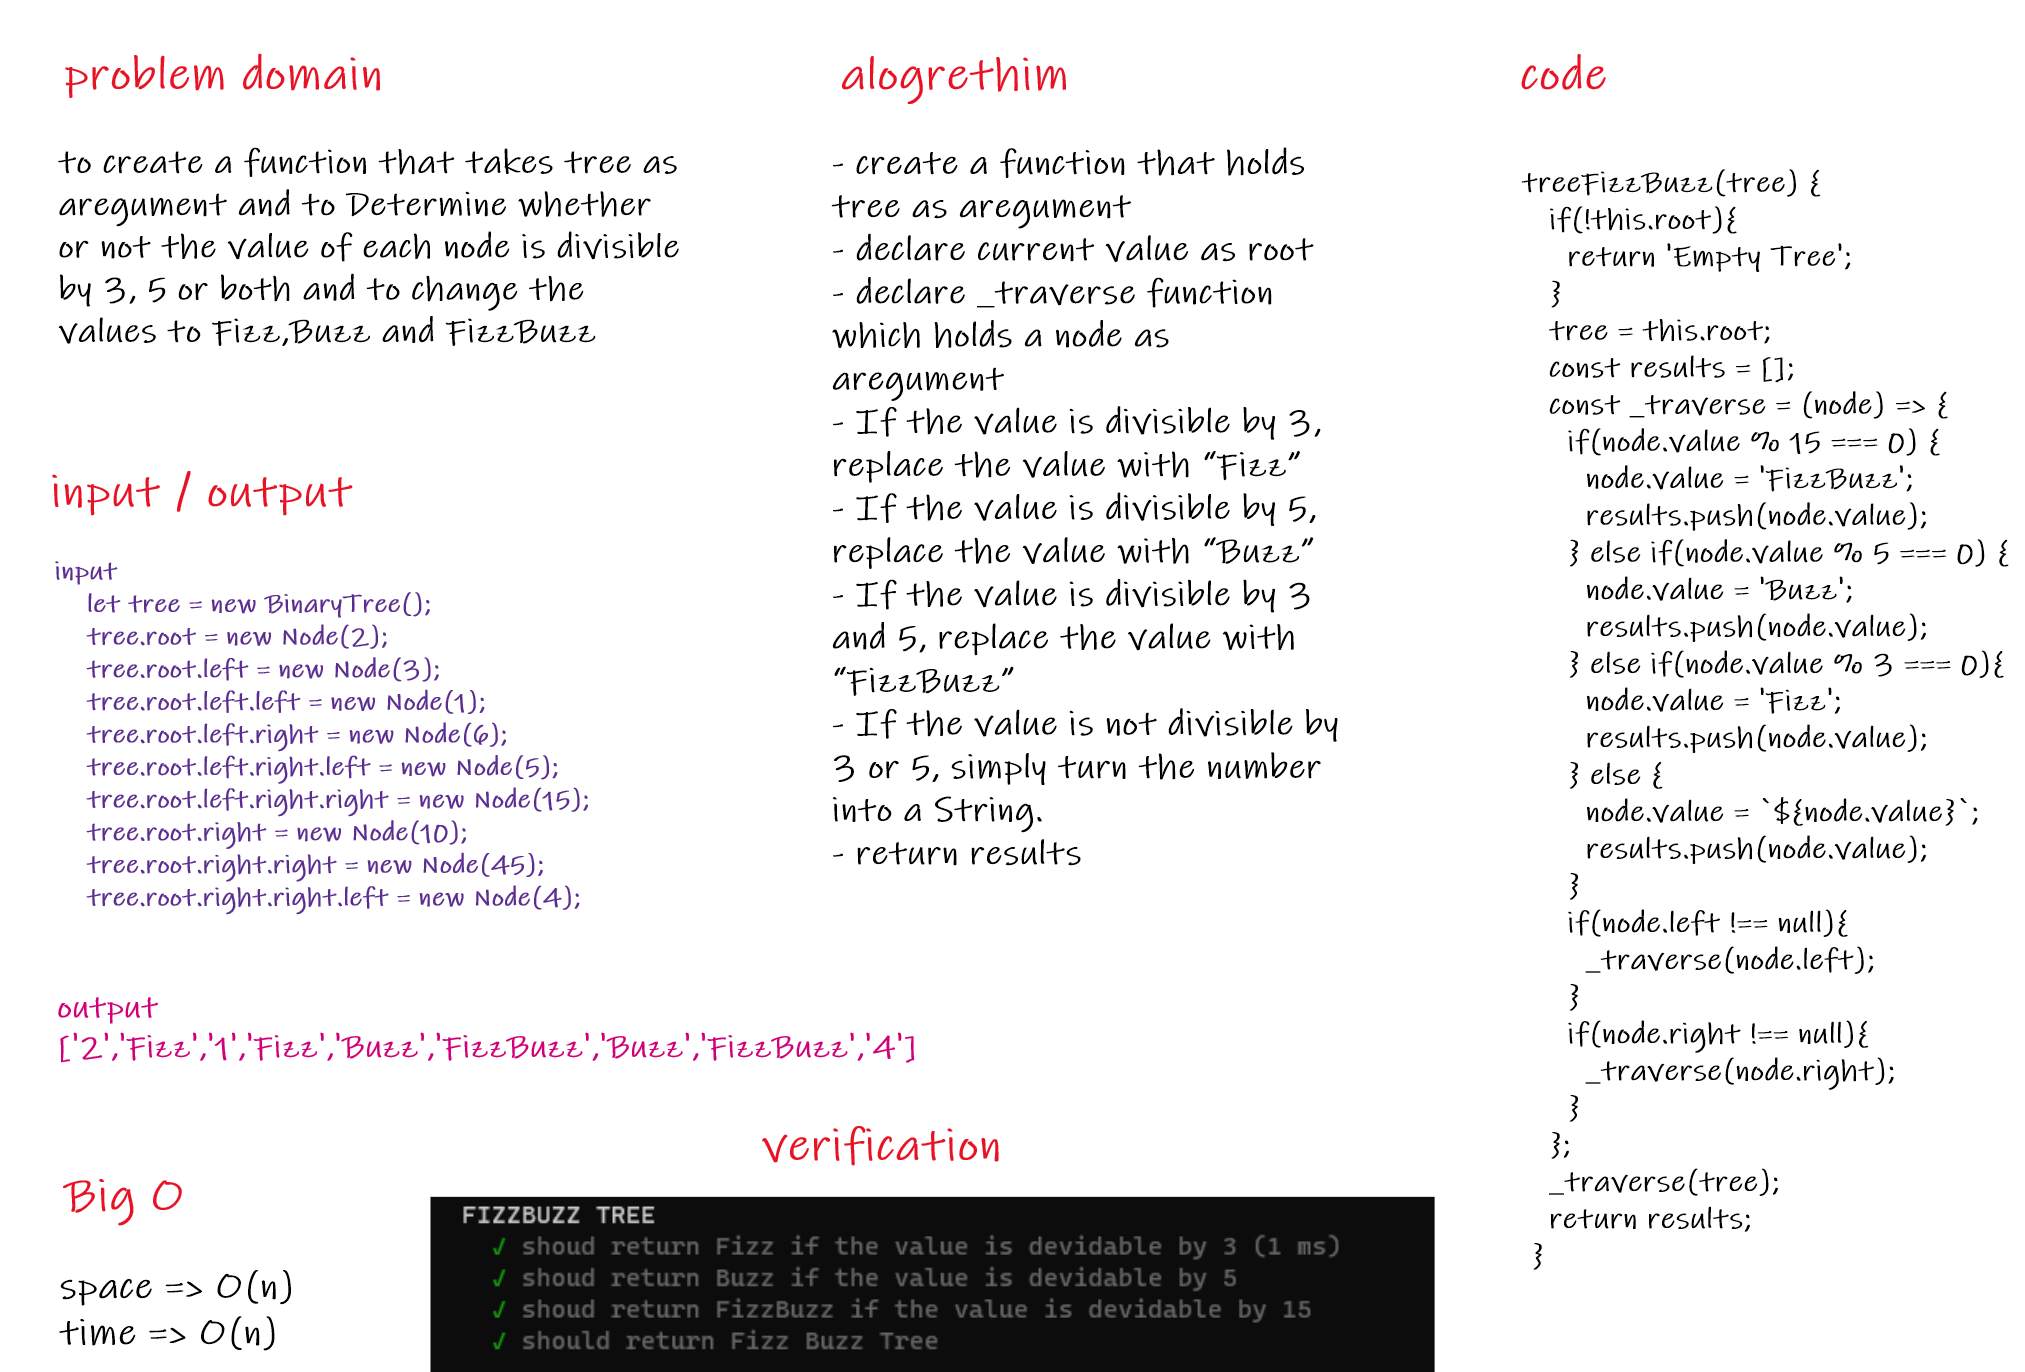 problem domain
to create a function that takes tree as
aregument and to Determine whether
or not the value of each node is divisible
by 3, 5 or both and to change the
values to Fizz,Buzz and FizzBuzz
input / output
input
let tree = new BinaryTree();
tree.root = new Node(2);
tree.root.left = new Node(3);
tree.root.left.left = new Node(1);
tree.root.left.right = new Node(6);
tree.root.left.right.left = new Node(5);
tree.root.left.right.right = new Node(15);
tree.root.right = new Node(10);
tree.root.right.right = new Node(45);
tree.root.right.right.left = new Node(4);
output
['2','Fizz','1','Fizz','Buzz','FizzBuzz','Buzz','FizzBuzz','4']
Big O
space => O(n)
time => O(n)
alogrethim
- create a function that holds
tree as aregument
- declare current value as root
- declare _traverse function
which holds a node as
aregument
- If the value is divisible by 3,
replace the value with “Fizz”
- If the value is divisible by 5,
replace the value with “Buzz”
- If the value is divisible by 3
and 5, replace the value with
“FizzBuzz”
- If the value is not divisible by
3 or 5, simply turn the number
into a String.
- return results
verification
FIZZBUZZ TREE
✓ shoud return Fizz if the value is devidable by 3 (1 ms)
✓ shoud return Buzz if the value is devidable by 5
✓ shoud return FizzBuzz if the value is devidable by 15
✓ should return Fizz Buzz Tree
code
treeFizzBuzz(tree) {
if(!this.root){
return 'Empty Tree';
}
tree = this.root;
const results = [];
const _traverse = (node) => {
if(node.value % 15 === 0) {
node.value = 'FizzBuzz';
results.push(node.value);
} else if(node.value % 5 === 0) {
node.value = 'Buzz';
results.push(node.value);
} else if(node.value % 3 === 0){
node.value = 'Fizz';
results.push(node.value);
} else {
node.value = `${node.value}`;
results.push(node.value);
}
if(node.left !== null){
_traverse(node.left);
}
if(node.right !== null){
_traverse(node.right);
}
};
_traverse(tree);
return results;
}